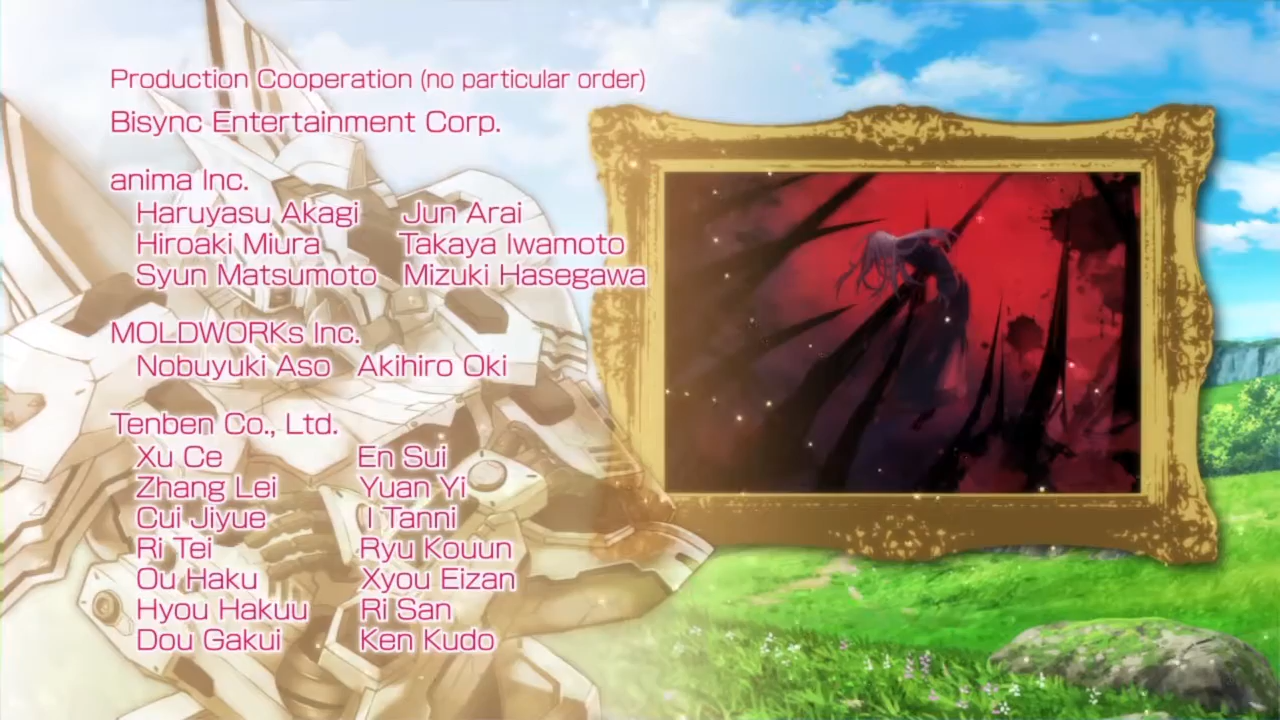 Production Cooperation (no particular order)
Bisync Entertainment Corp.
anima Inc.
Haruyasu Akagi Jun Arai
Hiroaki Miura Takaya Iwamoto
Syun Matsumoto Mizuki Hasegawa
MOLDWORKs Inc.
Nobuyuki Aso Akihiro Oki
Tenben Co., Ltd.
Xu Ce En Sui
Zhang Lei Yuan Yi
Cui Jiyue I Tanni
Ri Tei Ryu Kouun
Ou Haku Xyou Eizan
Hyou Hakuu Ri San
Dou Gakui Ken Kudo